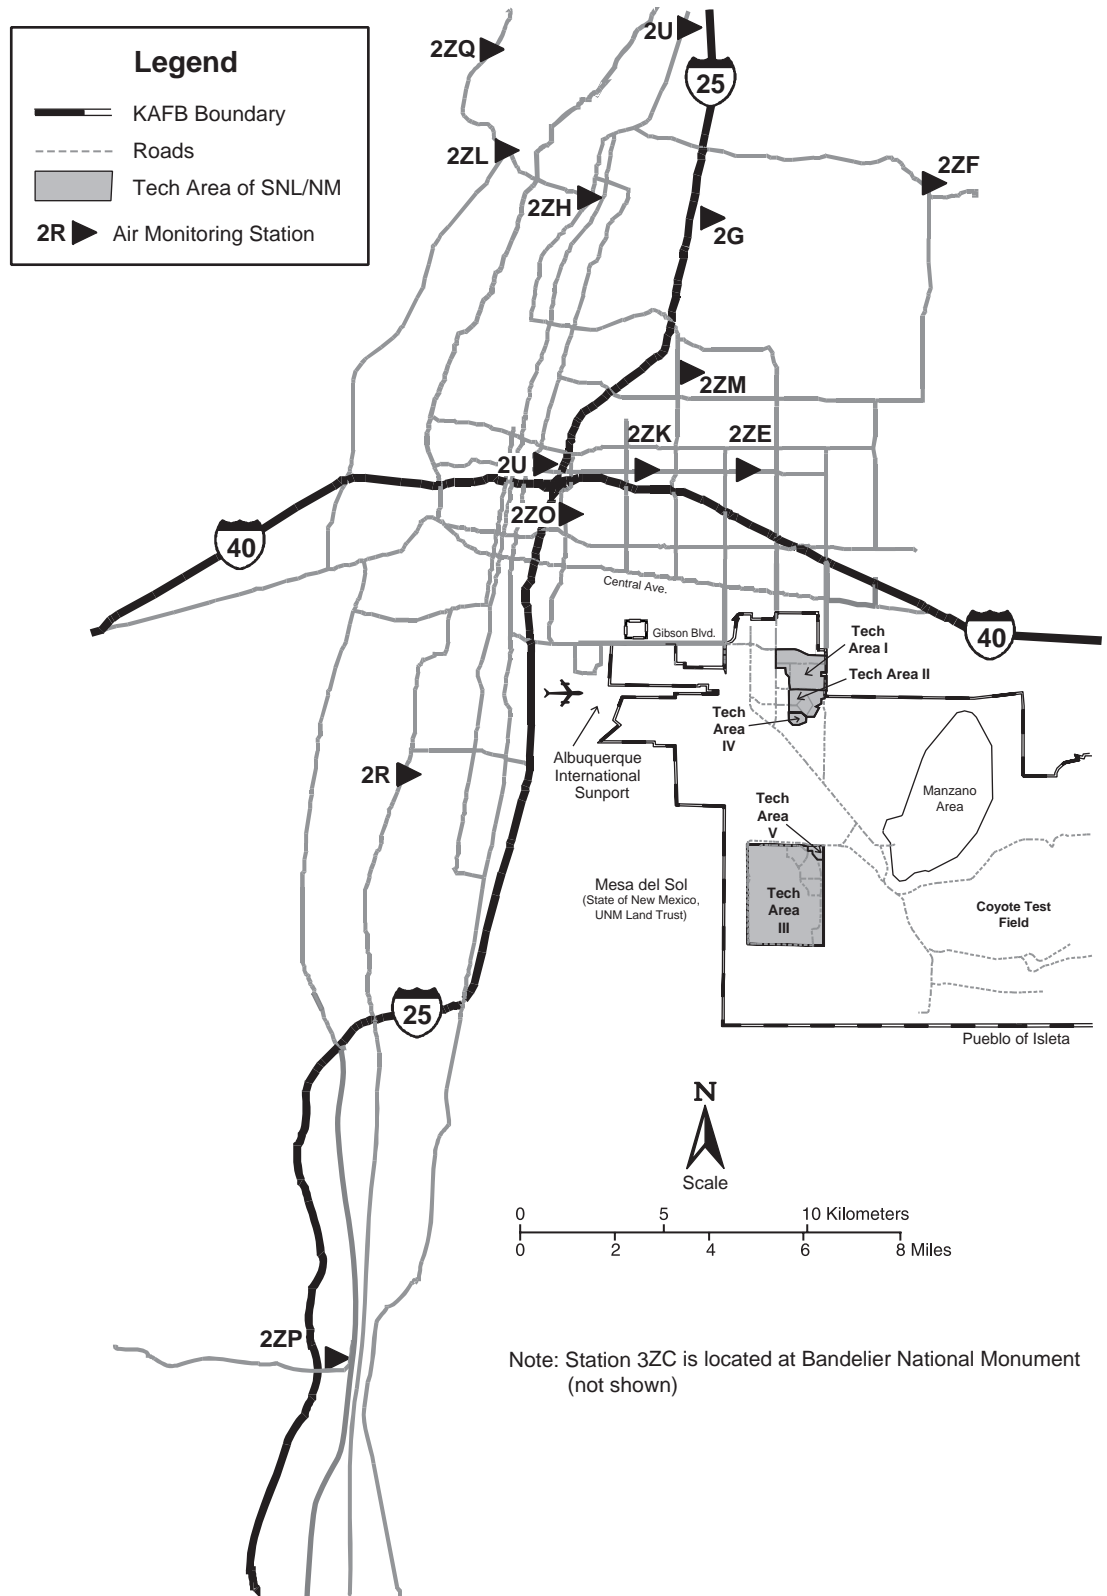 Legend
KAFB Boundary
Roads
Tech Area of SNL/NM
2R Air Monitoring Station
2ZQ
2U
25
2ZL
2ZF
2ZH
2G
2ZM
2ZK
2ZE
2U
2ZO
40
Central Ave.
Gibson Blvd.
40
Tech
Area I
Tech Area II
Tech
Area
IV
Albuquerque
International
Sunport
2R
Manzano
Area
Tech
Area
V
Mesa del Sol
(State of New Mexico,
UNM Land Trust)
Tech
Area
III
Coyote Test
Field
25
Pueblo of Isleta
N
Scale
0 5 10 Kilometers
0 2 4 6 8 Miles
2ZP
Note: Station 3ZC is located at Bandelier National Monument
(not shown)